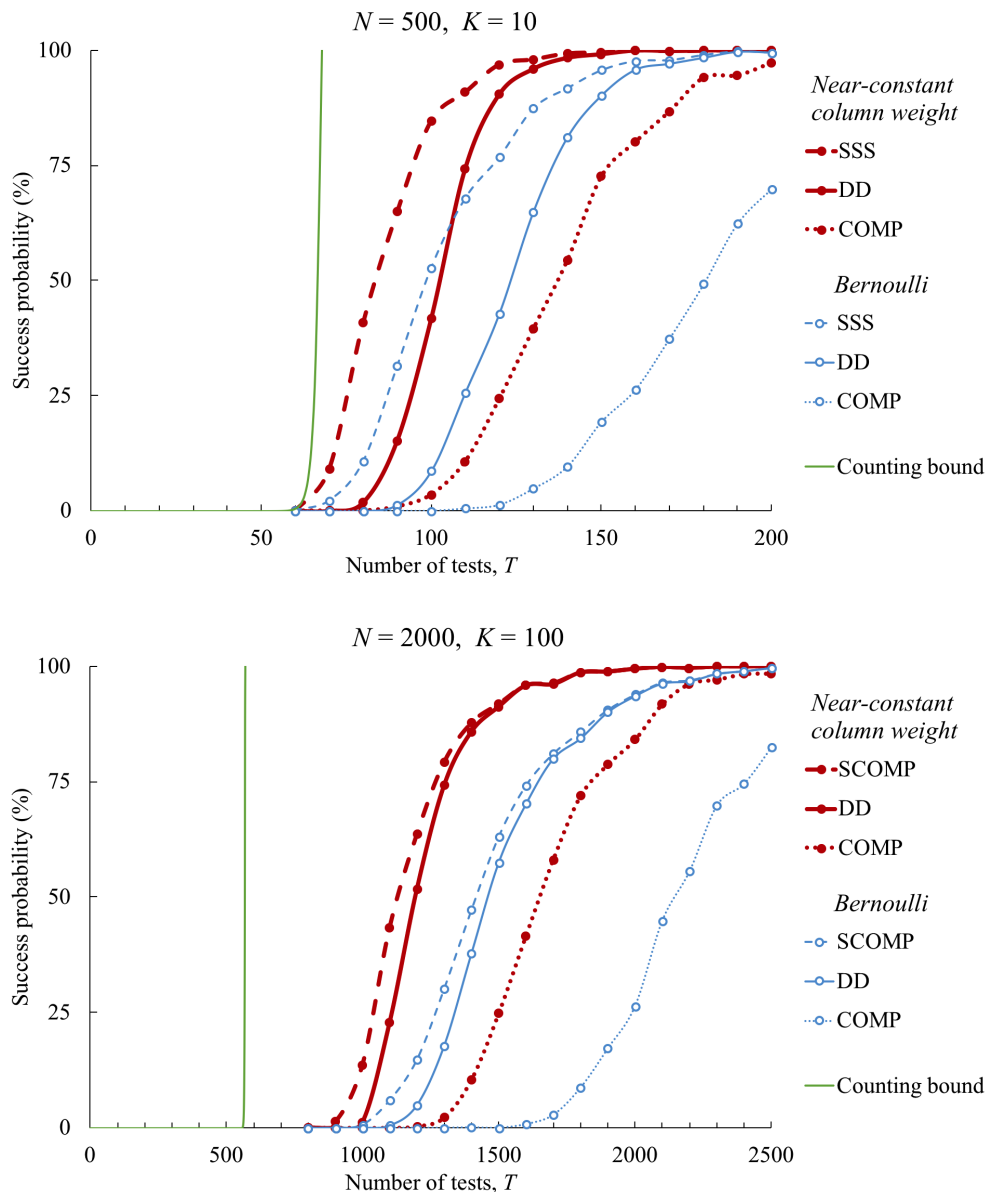 N = 500, K = 10
100
75
50
25
0
Success probability (%)
0
50
100
150
200
Number of tests, T
Near-constant
column weight
SSS
DD
COMP
Bernoulli
SSS
DD
COMP
Counting bound
N = 2000, K = 100
100
75
50
25
0
Success probability (%)
0
500
1000
1500
2000
2500
Number of tests, T
Near-constant
column weight
SCOMP
DD
COMP
Bernoulli
SCOMP
DD
COMP
Counting bound